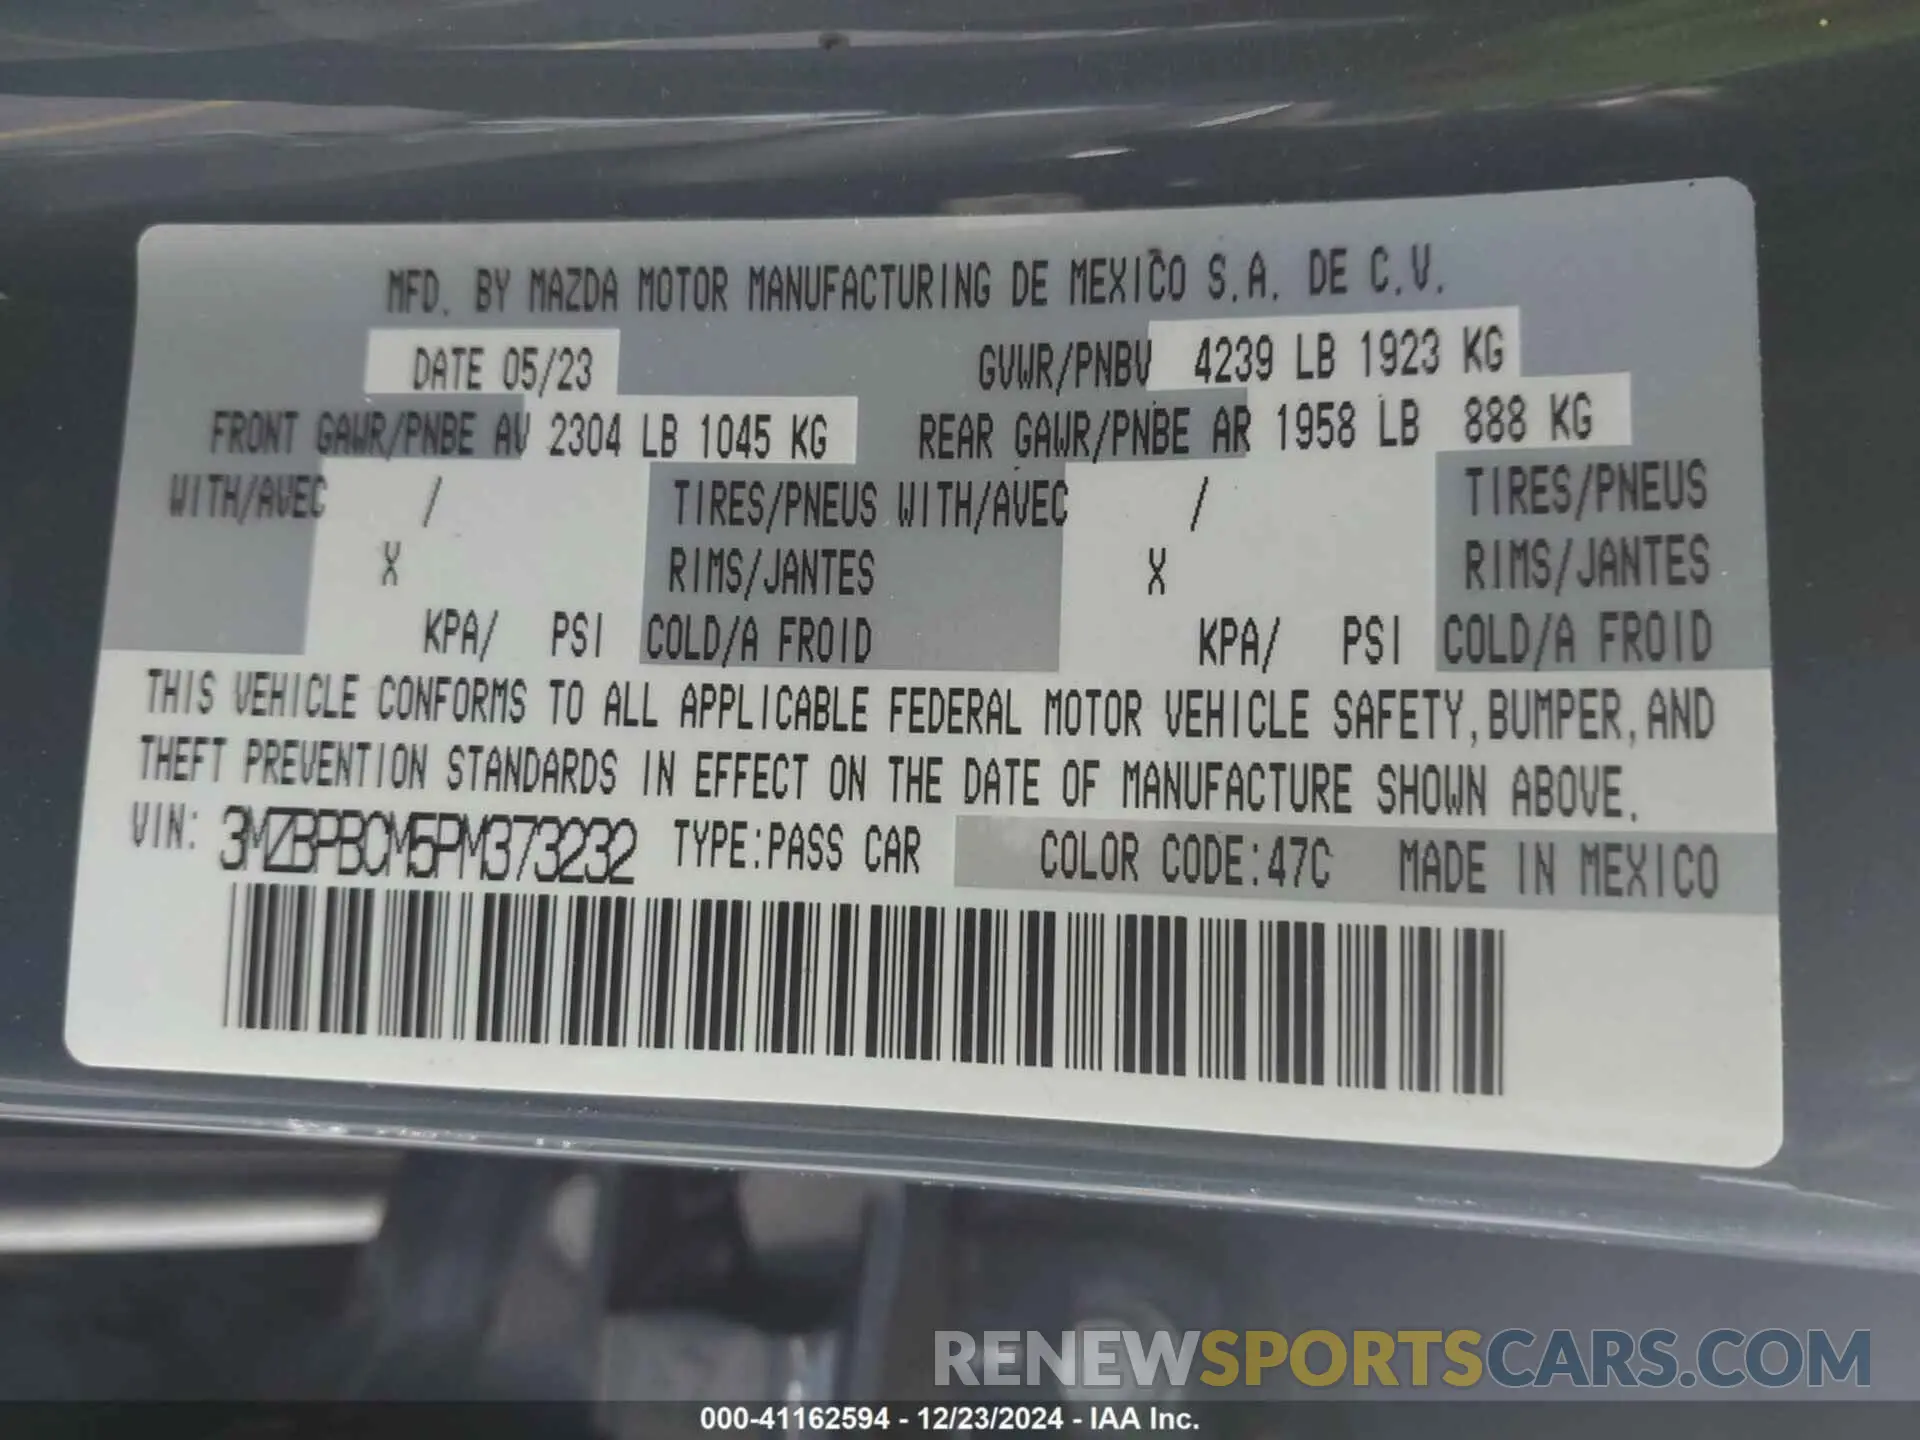 MFD. BY MAZDA MOTOR MANUFACTURING DE MEXICO S.A. DE C.V.
DATE 05/23 GVWR/PNBV 4239 LB 1923 KG
FRONT GAWR/PNBE AV 2304 LB 1045 KG REAR GAWR/PNBE AR 1958 LB 888 KG
WITH/AVEC / TIRES/PNEUS WITH/AVEC / TIRES/PNEUS
X RIMS/JANTES X RIMS/JANTES
KPA/ PSI COLD/A FROID KPA/ PSI COLD/A FROID
THIS VEHICLE CONFORMS TO ALL APPLICABLE FEDERAL MOTOR VEHICLE SAFETY, BUMPER, AND
THEFT PREVENTION STANDARDS IN EFFECT ON THE DATE OF MANUFACTURE SHOWN ABOVE.
VIN: 3MZBPBCM5PM373232 TYPE:PASS CAR COLOR CODE:47C MADE IN MEXICO
RENEWSPORTSCARS.COM
000-41162594 - 12/23/2024 - IAA Inc.